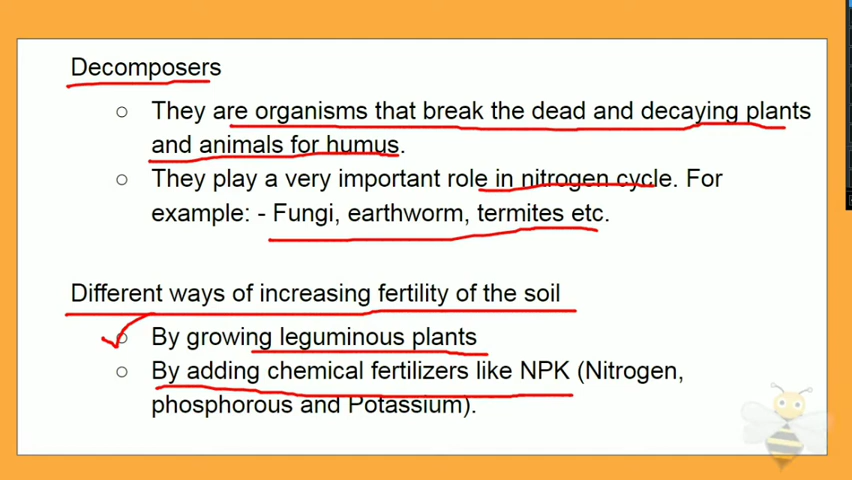 Decomposers
○ They are organisms that break the dead and decaying plants
and animals for humus.
○ They play a very important role in nitrogen cycle. For
example: - Fungi, earthworm, termites etc.
Different ways of increasing fertility of the soil
○ By growing leguminous plants
○ By adding chemical fertilizers like NPK (Nitrogen,
phosphorous and Potassium).